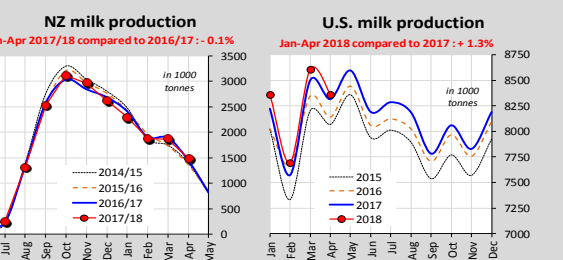 NZ milk production
n-Apr 2017/18 compared to 2016/17 : - 0.1%
in 1000
tonnes
3500
3000
2500
2000
1500
1000
500
0
2014/15
2015/16
2016/17
2017/18
Jul
Aug
Sep
Oct
Nov
Dec
Jan
Feb
Mar
Apr
May
U.S. milk production
Jan-Apr 2018 compared to 2017 : + 1.3%
in 1000
tonnes
8750
8500
8250
8000
7750
7500
7250
7000
2015
2016
2017
2018
Jan
Feb
Mar
Apr
May
Jun
Jul
Aug
Sep
Oct
Nov
Dec